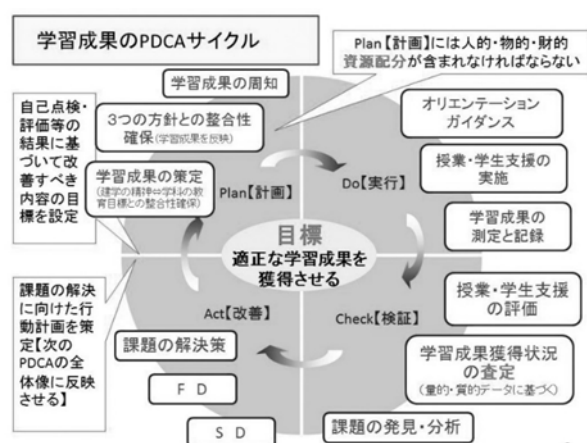 学習成果のPDCAサイクル
Plan【計画】には人的・物的・財的
資源配分が含まれなければならない
学習成果の周知
自己点検・
評価等の
結果に基
づいて改
善すべき
内容の目
標を設定
3つの方針との整合性
確保(学習成果を反映)
学習成果の策定
(建学の精神⇔学科の教
育目標との整合性確保)
Plan【計画】
Do【実行】
オリエンテーション
ガイダンス
授業・学生支援の
実施
学習成果の
測定と記録
目標
適正な学習成果を
獲得させる
課題の解決
に向けた行
動計画を策
定【次の
PDCAの全
体像に反映
させる】
Act【改善】
Check【検証】
課題の解決策
FD
SD
授業・学生支援
の評価
学習成果獲得状況
の査定
(量的・質的データに基づく)
課題の発見・分析